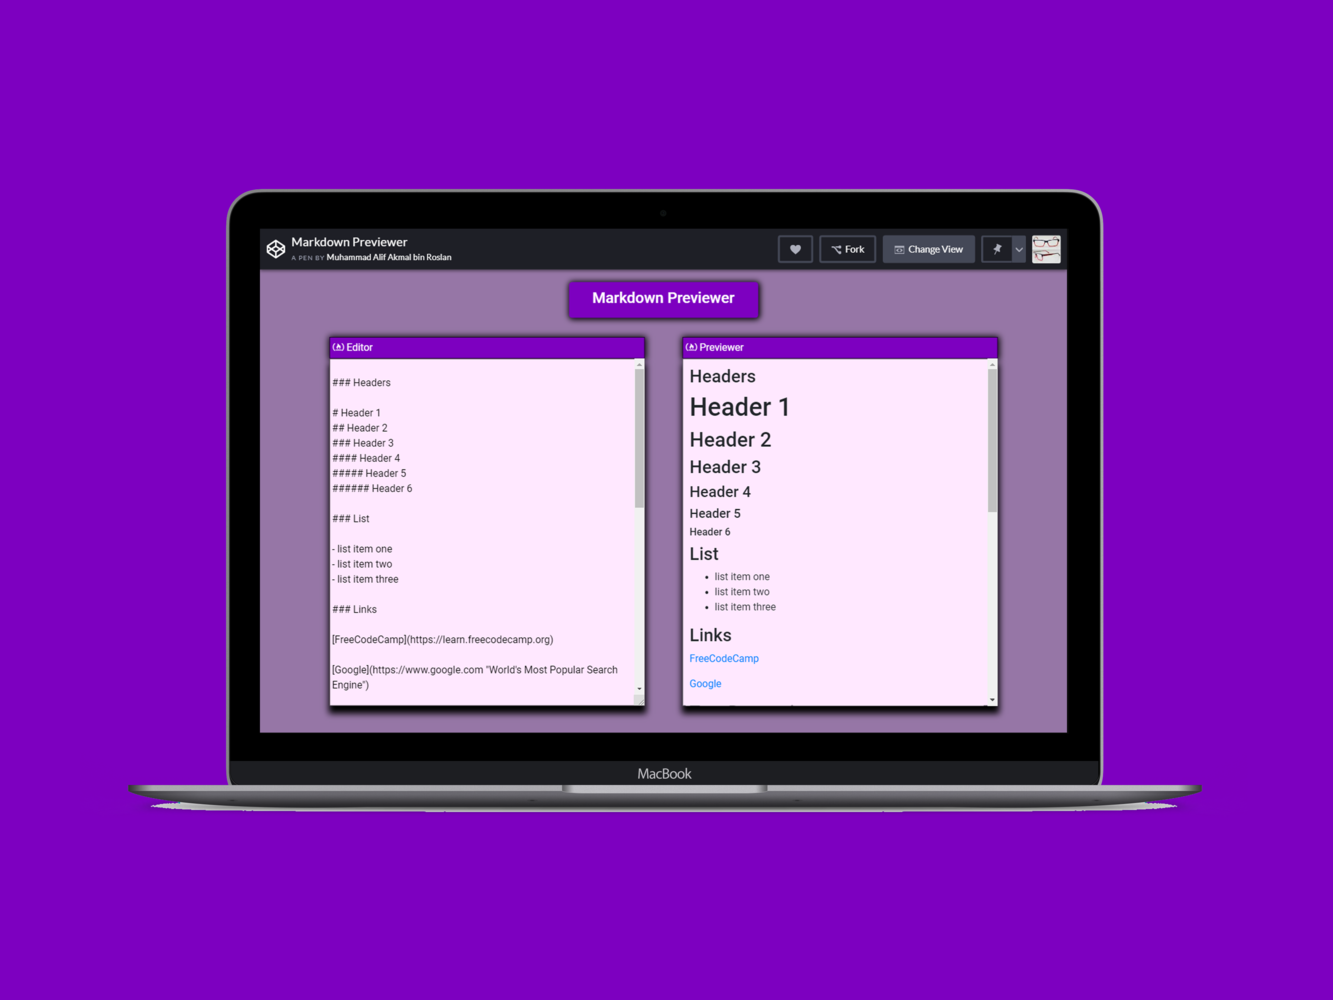 Markdown Previewer
A PEN BY Muhammad Alif Akmal bin Roslan
Fork
Change View
Markdown Previewer
Editor
### Headers
# Header 1
## Header 2
### Header 3
#### Header 4
##### Header 5
###### Header 6
### List
- list item one
- list item two
- list item three
### Links
[FreeCodeCamp](https://learn.freecodecamp.org)
[Google](https://www.google.com "World's Most Popular Search
Engine")
Previewer
Headers
Header 1
Header 2
Header 3
Header 4
Header 5
Header 6
List
• list item one
• list item two
• list item three
Links
FreeCodeCamp
Google
MacBook